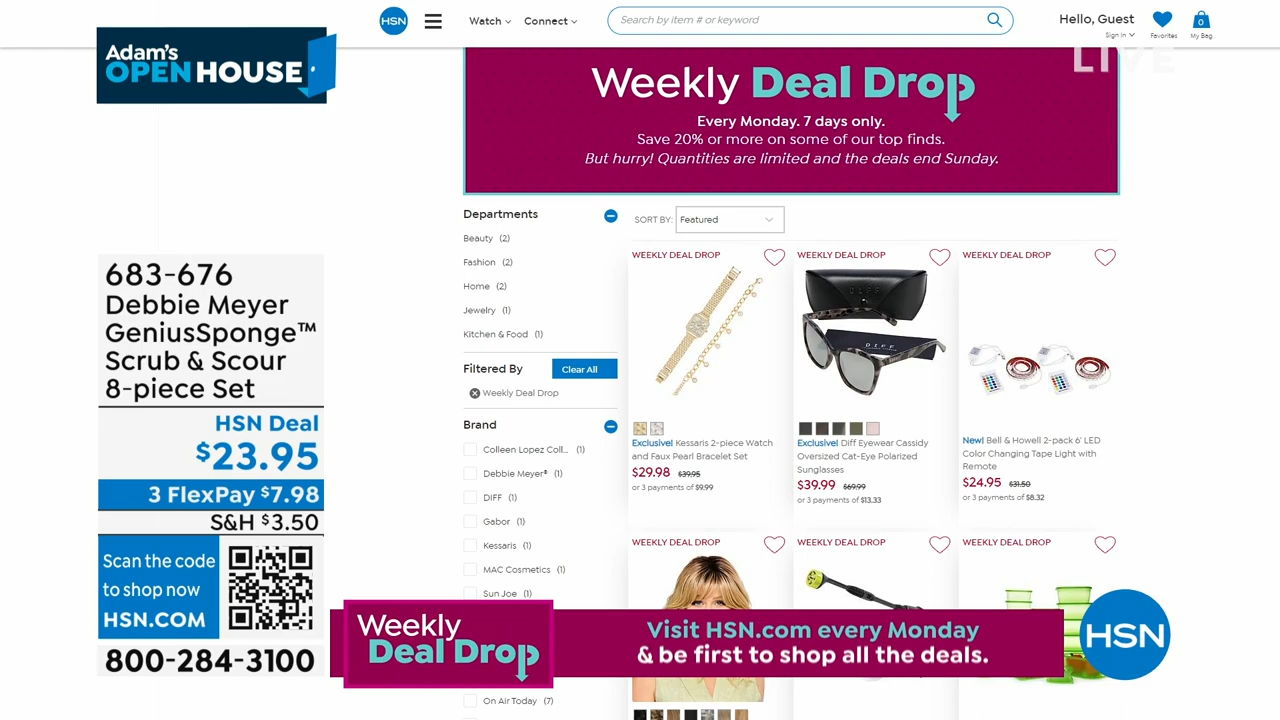 HSN
Watch
Connect
Search by item # or keyword
Hello, Guest
Sign In
Favorites
0
My Bag
LIVE
Adam's
OPEN HOUSE
Weekly Deal Drop
Every Monday. 7 days only.
Save 20% or more on some of our top finds.
But hurry! Quantities are limited and the deals end Sunday.
683-676
Debbie Meyer
GeniusSponge™
Scrub & Scour
8-piece Set
HSN Deal
$23.95
3 FlexPay $7.98
S&H $3.50
Scan the code
to shop now
HSN.COM
800-284-3100
Departments
Beauty (2)
Fashion (2)
Home (2)
Jewelry (1)
Kitchen & Food (1)
Filtered By
Clear All
Weekly Deal Drop
Brand
Colleen Lopez Coll... (1)
Debbie Meyer® (1)
DIFF (1)
Gabor (1)
Kessaris (1)
MAC Cosmetics (1)
Sun Joe (1)
On Air Today (7)
SORT BY: Featured
WEEKLY DEAL DROP
Exclusive! Kessaris 2-piece Watch
and Faux Pearl Bracelet Set
$29.98 $39.95
or 3 payments of $9.99
WEEKLY DEAL DROP
DIFF
Exclusive! Diff Eyewear Cassidy
Oversized Cat-Eye Polarized
Sunglasses
$39.99 $69.99
or 3 payments of $13.33
WEEKLY DEAL DROP
New! Bell & Howell 2-pack 6' LED
Color Changing Tape Light with
Remote
$24.95 $31.50
or 3 payments of $8.32
WEEKLY DEAL DROP
WEEKLY DEAL DROP
WEEKLY DEAL DROP
Weekly
Deal Drop
Visit HSN.com every Monday
& be first to shop all the deals.
HSN